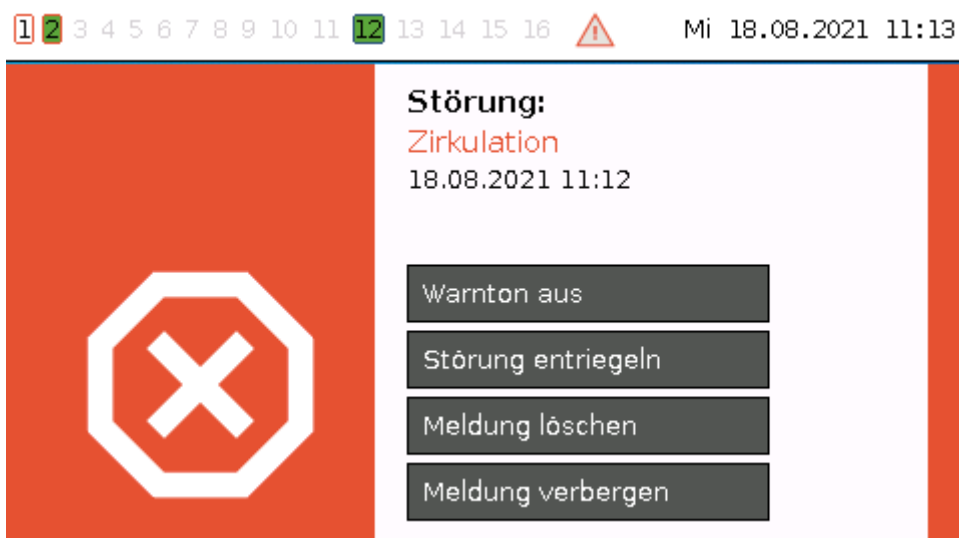 1 2 3 4 5 6 7 8 9 10 11 12 13 14 15 16 Mi 18.08.2021 11:13
Störung:
Zirkulation
18.08.2021 11:12
Warnton aus
Störung entriegeln
Meldung löschen
Meldung verbergen